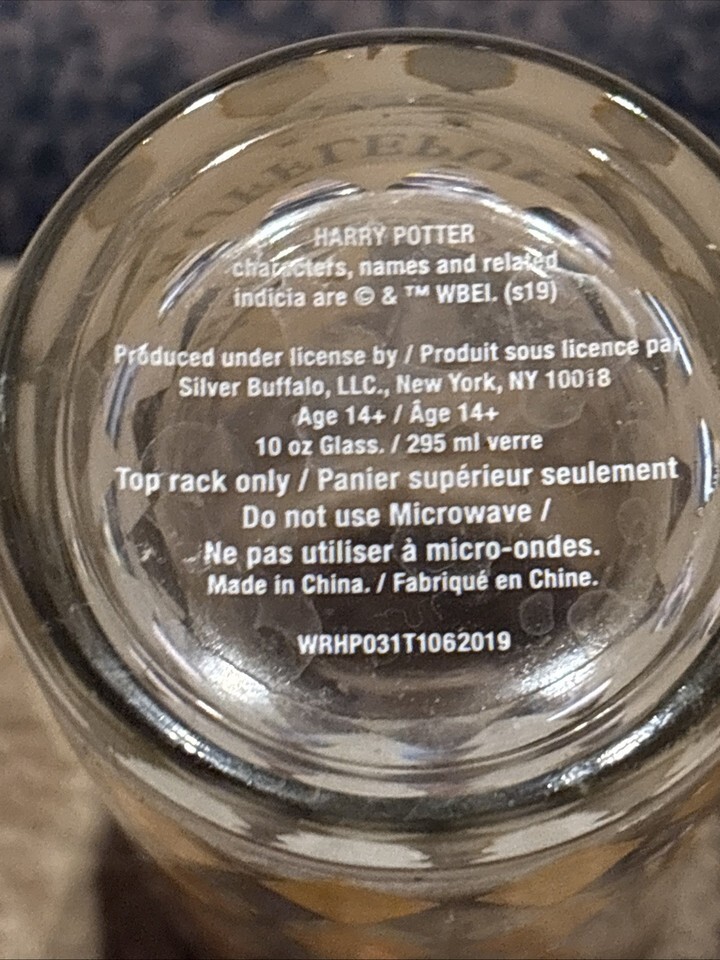 HARRY POTTER
characters, names and related
indicia are © & ™ WBEI. (s19)
Produced under license by / Produit sous licence par
Silver Buffalo, LLC., New York, NY 10018
Age 14+ / Âge 14+
10 oz Glass. / 295 ml verre
Top rack only / Panier supérieur seulement
Do not use Microwave /
Ne pas utiliser à micro-ondes.
Made in China. / Fabriqué en Chine.
WRHP031T1062019